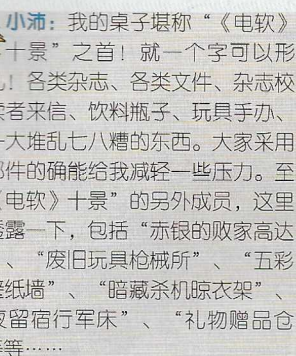 小沛：我的桌子堪称“《电软》
十景”之首！就一个字可以形
！各类杂志、各类文件、杂志校
者来信、饮料瓶子、玩具手办、
大堆乱七八糟的东西。大家采用
件的确能给我减轻一些压力。至
《电软》十景”的另外成员，这里
透露一下，包括“赤银的败家高达
、“废旧玩具枪械所”、“五彩
纸墙”、“暗藏杀机晾衣架”、
夜留宿行军床”、“礼物赠品仓
等……